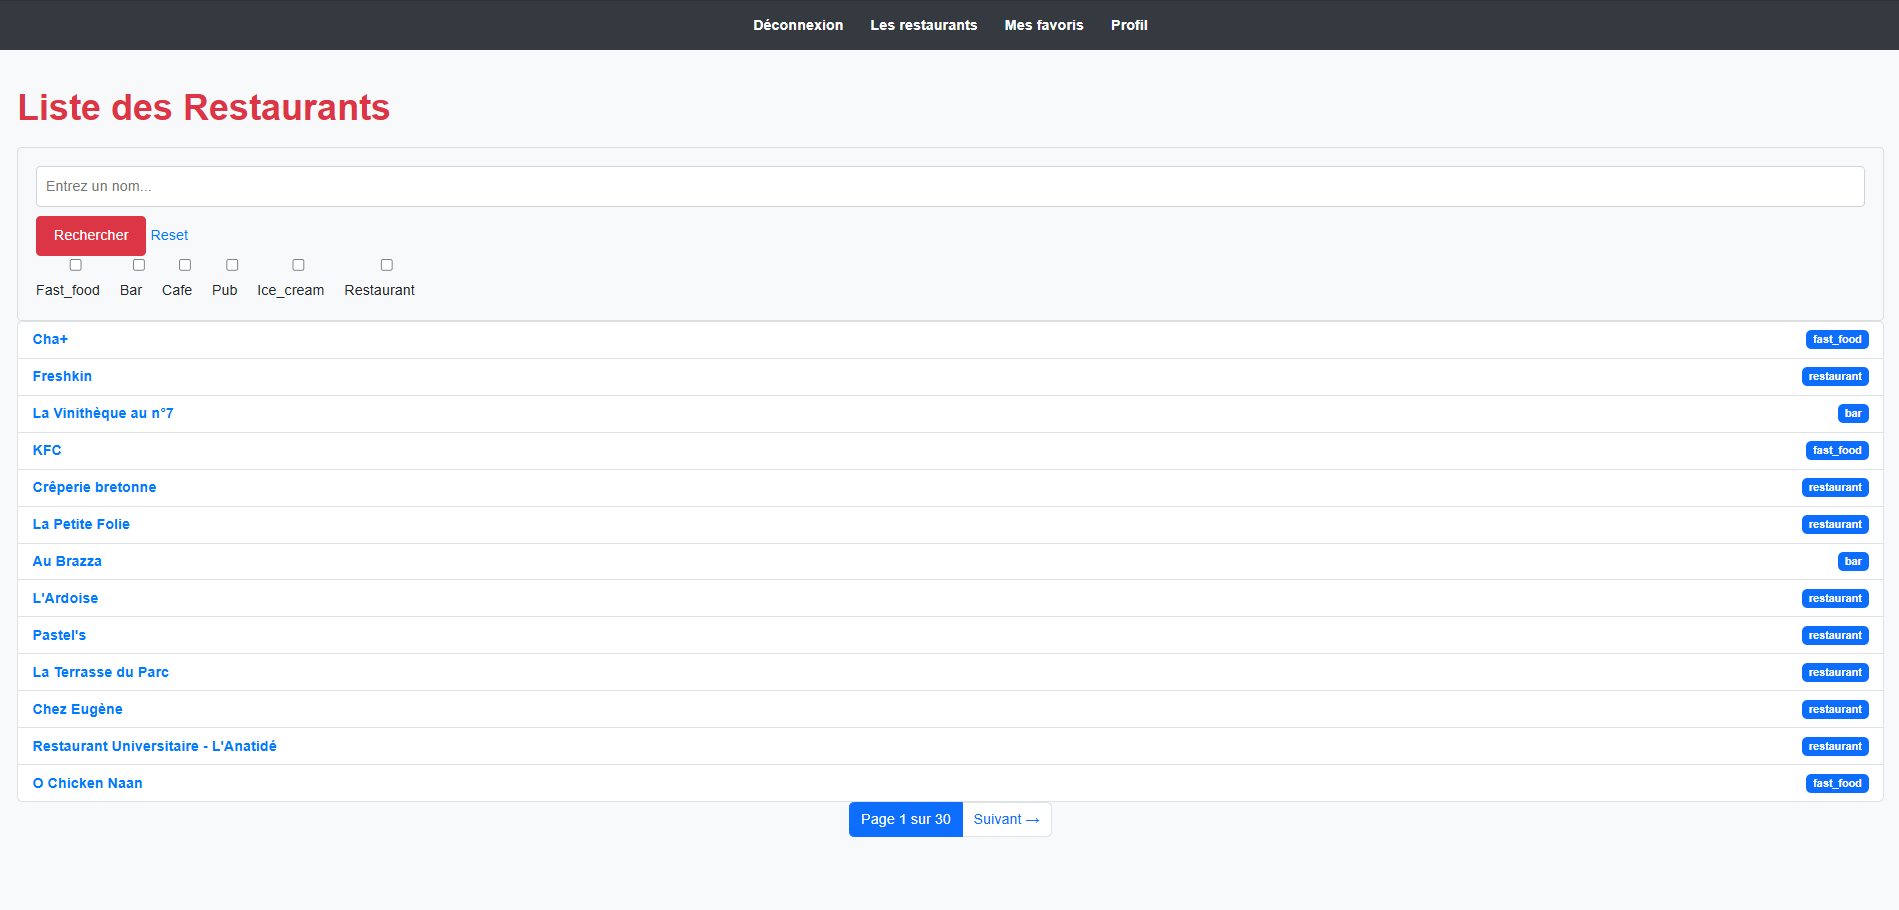 Déconnexion Les restaurants Mes favoris Profil
Liste des Restaurants
Entrez un nom...
Rechercher Reset
Fast_food Bar Cafe Pub Ice_cream Restaurant
Cha+ fast_food
Freshkin restaurant
La Vinithèque au n°7 bar
KFC fast_food
Crêperie bretonne restaurant
La Petite Folie restaurant
Au Brazza bar
L'Ardoise restaurant
Pastel's restaurant
La Terrasse du Parc restaurant
Chez Eugène restaurant
Restaurant Universitaire - L'Anatidé restaurant
O Chicken Naan fast_food
Page 1 sur 30 Suivant →